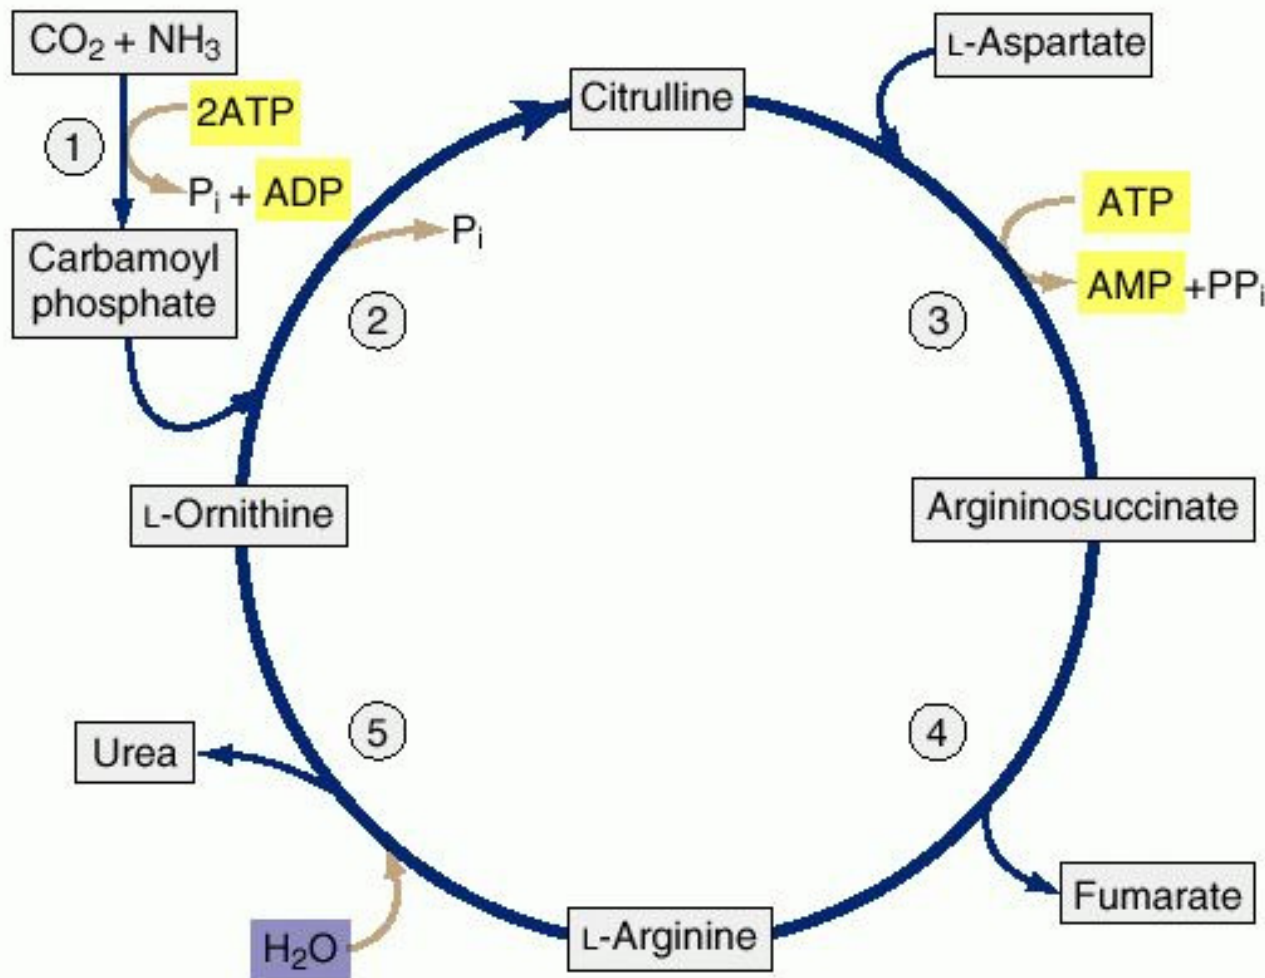 CO₂ + NH₃
L-Aspartate
Citrulline
2ATP
1
Pᵢ + ADP
ATP
Pᵢ
Carbamoyl
phosphate
AMP +PPᵢ
2
3
L-Ornithine
Argininosuccinate
5
4
Urea
Fumarate
L-Arginine
H₂O